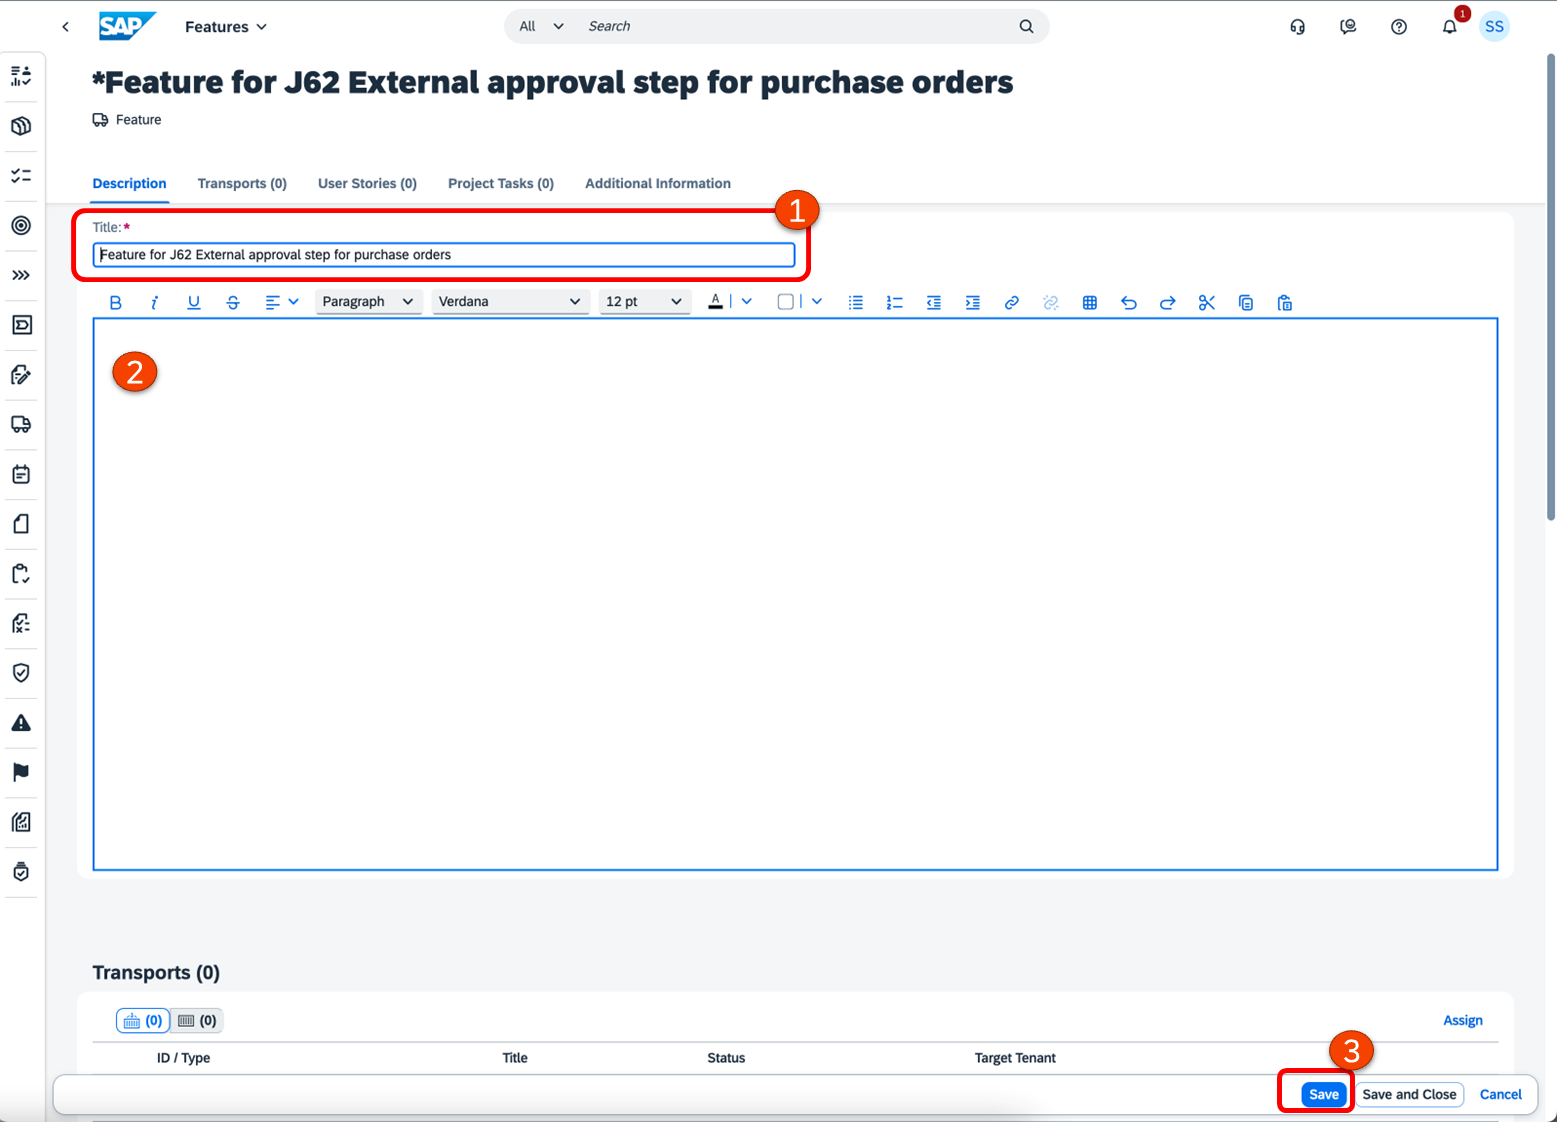 SAP Features All Search 1 SS
*Feature for J62 External approval step for purchase orders
Feature
Description Transports (0) User Stories (0) Project Tasks (0) Additional Information
1
Title:*
Feature for J62 External approval step for purchase orders
B i U S Paragraph Verdana 12 pt A
2
Transports (0)
(0) (0) Assign
ID / Type Title Status Target Tenant
3
Save Save and Close Cancel